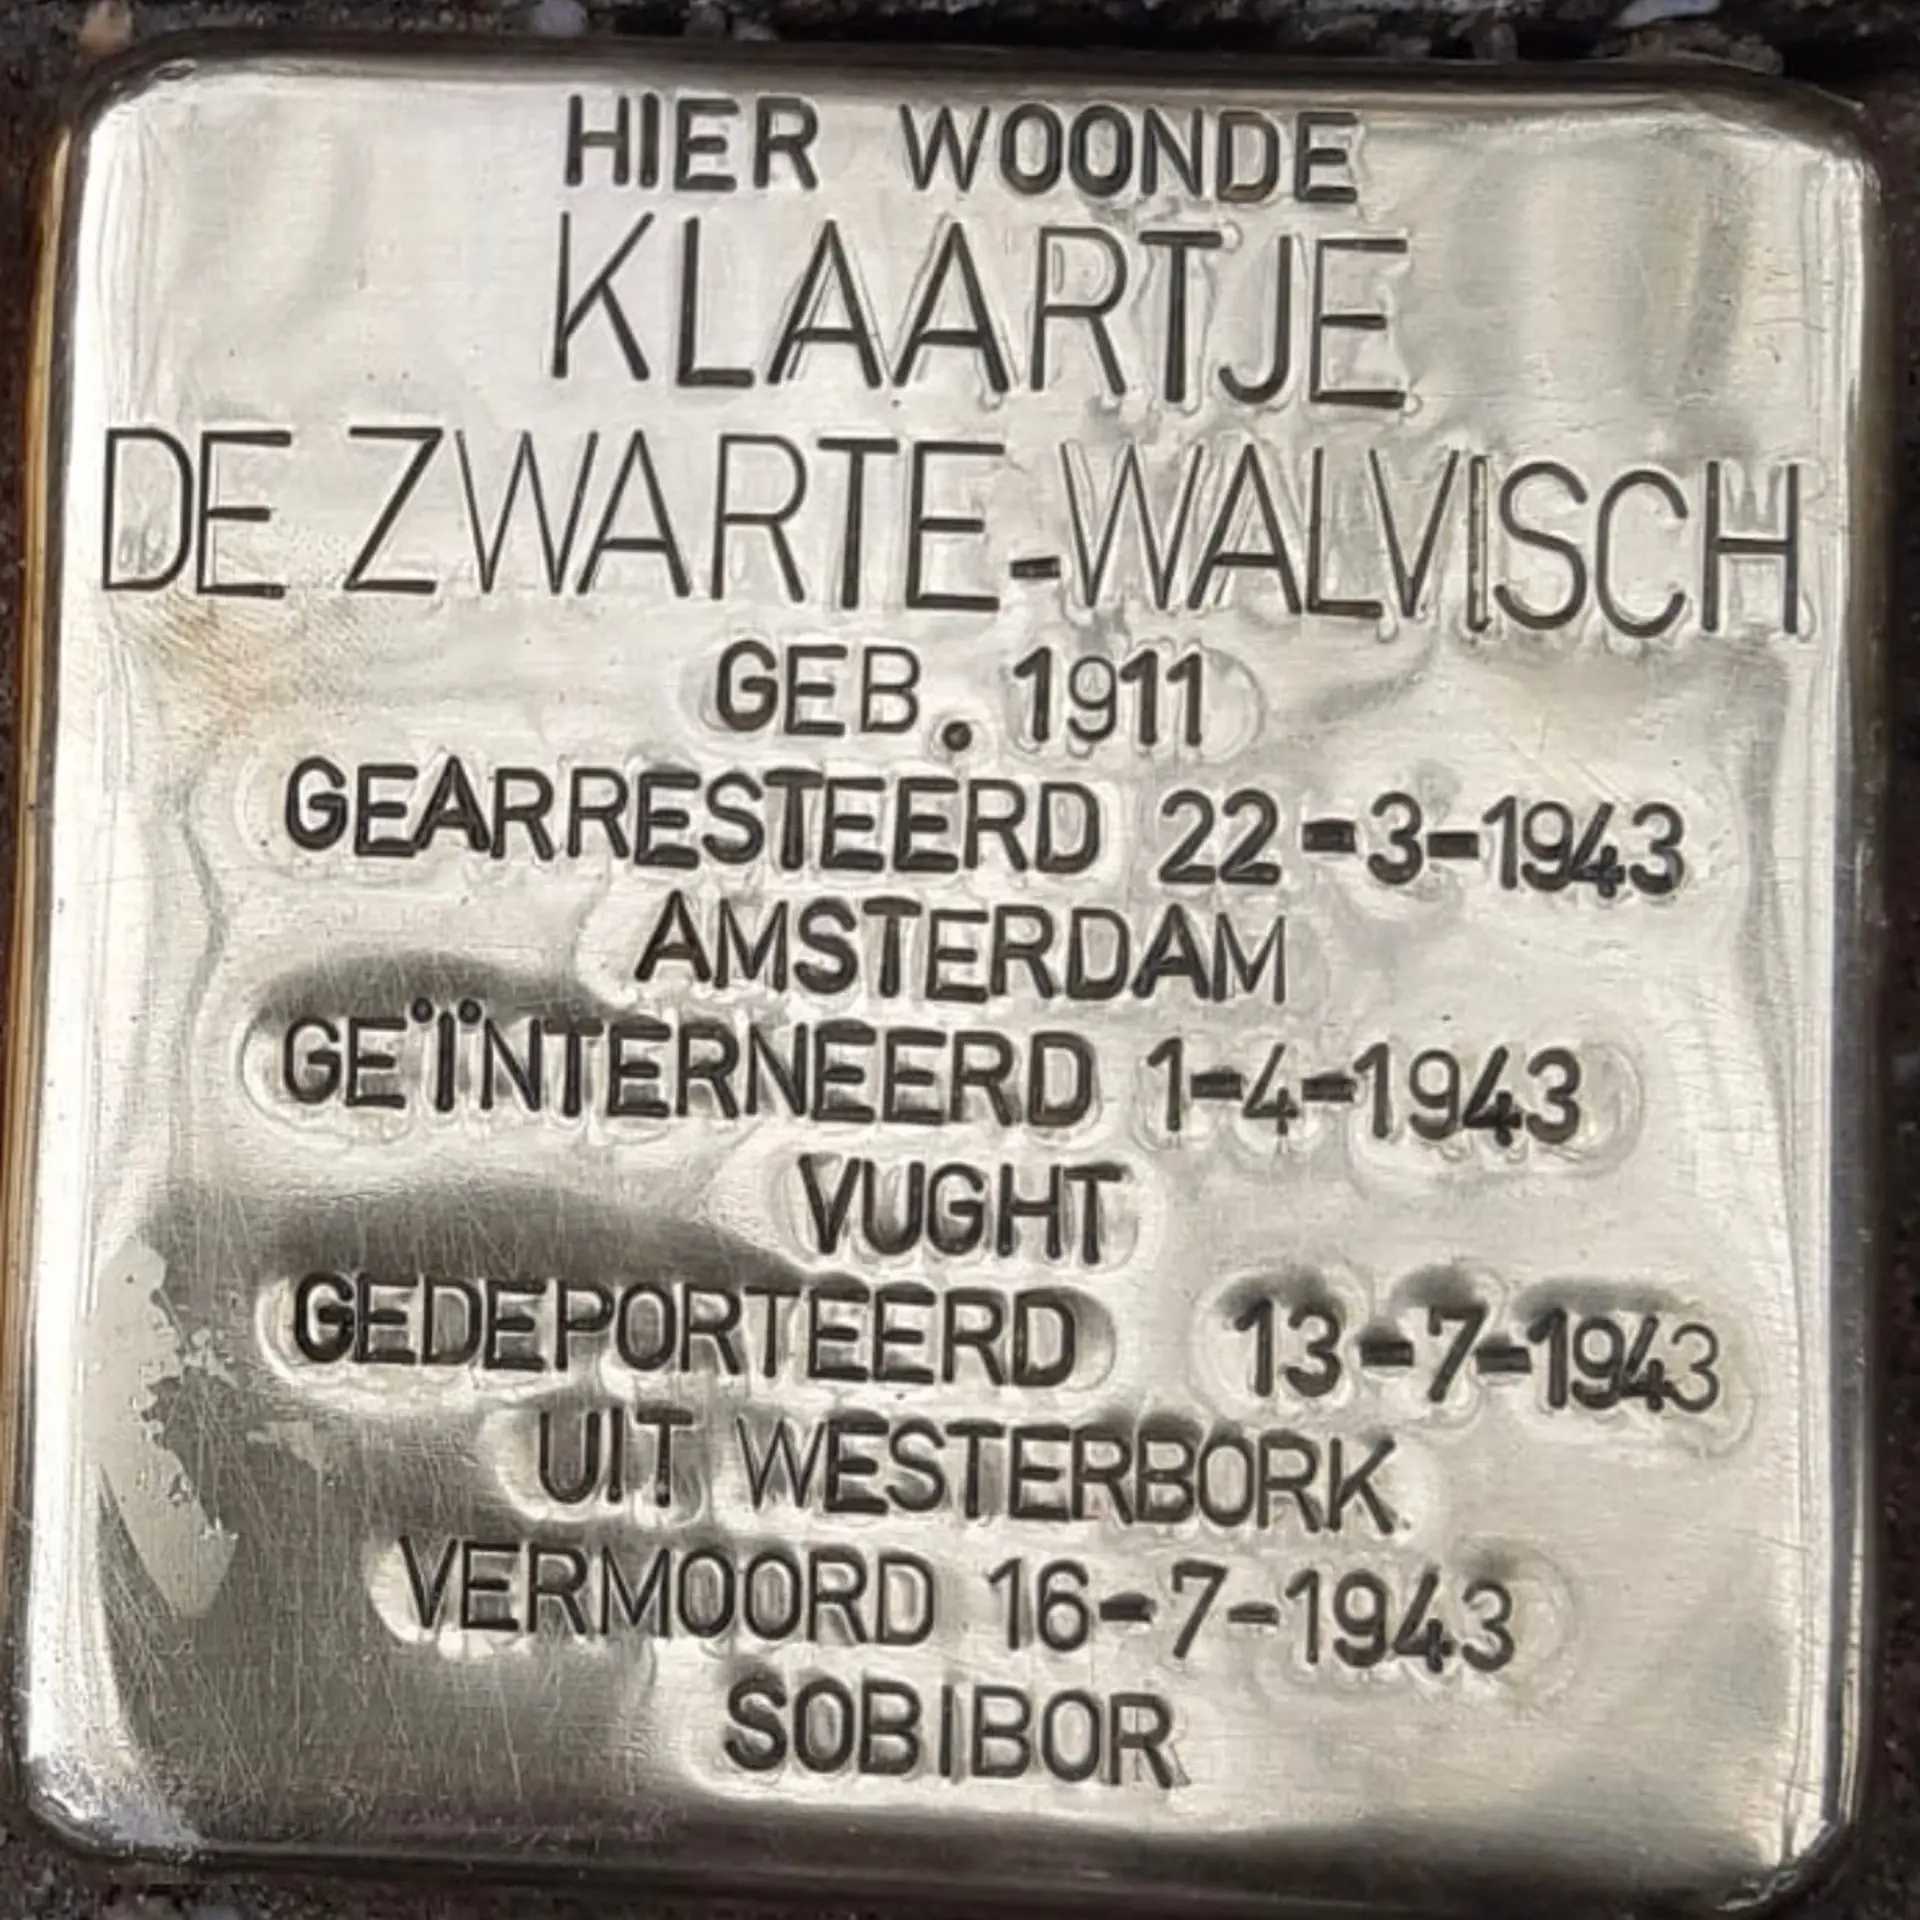 HIER WOONDE
KLAARTJE
DE ZWARTE-WALVISCH
GEB. 1911
GEARRESTEERD 22-3-1943
AMSTERDAM
GEÏNTERNEERD 1-4-1943
VUGHT
GEDEPORTEERD 13-7-1943
UIT WESTERBORK
VERMOORD 16-7-1943
SOBIBOR